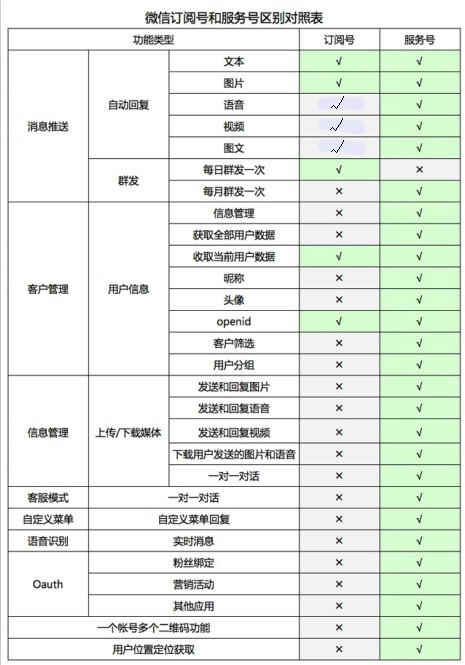 微信订阅号和服务号区别对照表
功能类型 订阅号 服务号
消息推送 自动回复 文本 √ √
图片 √ √
语音 √ √
视频 √ √
图文 √ √
群发 每日群发一次 √ ×
每月群发一次 × √
客户管理 用户信息 信息管理 × √
获取全部用户数据 × √
收取当前用户数据 √ √
昵称 × √
头像 × √
openid √ √
客户筛选 × √
用户分组 × √
信息管理 上传/下载媒体 发送和回复图片 × √
发送和回复语音 × √
发送和回复视频 × √
下载用户发送的图片和语音 × √
一对一对话 × √
客服模式 一对一对话 × √
自定义菜单 自定义菜单回复 × √
语音识别 实时消息 × √
Oauth 粉丝绑定 × √
营销活动 × √
其他应用 × √
一个帐号多个二维码功能 × √
用户位置定位获取 × √